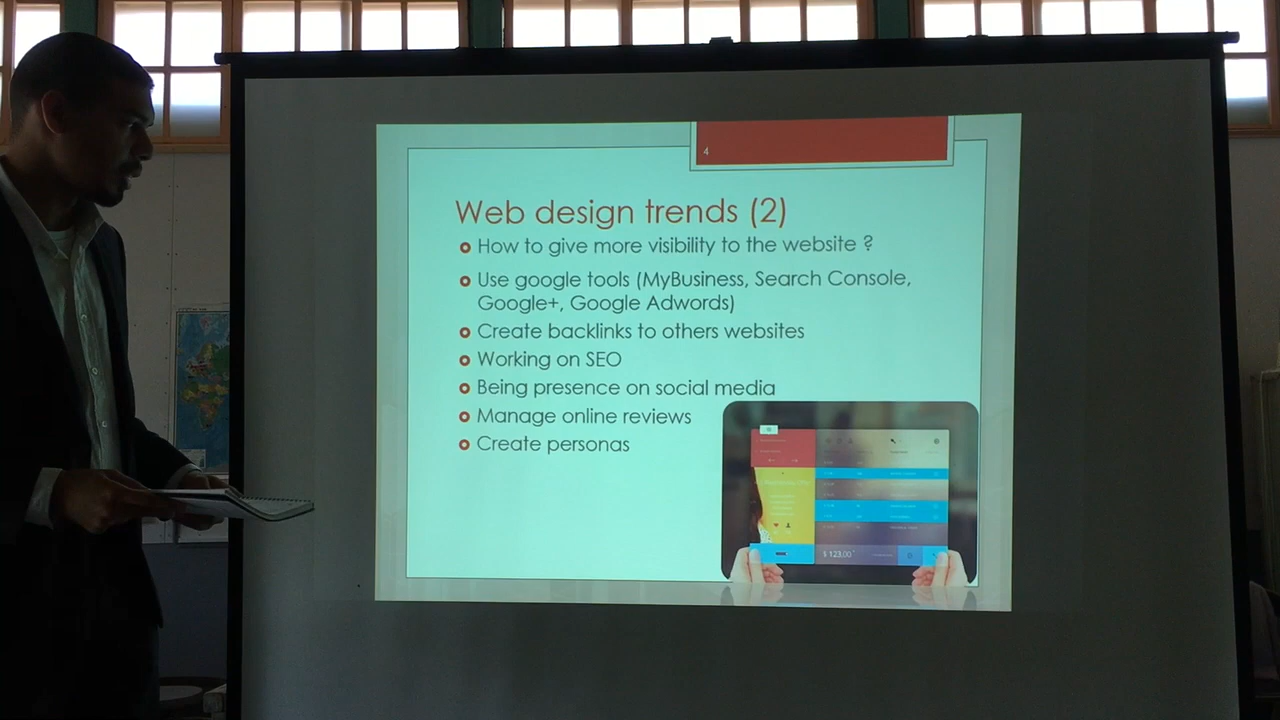 4
Web design trends (2)
How to give more visibility to the website ?
Use google tools (MyBusiness, Search Console,
Google+, Google Adwords)
Create backlinks to others websites
Working on SEO
Being presence on social media
Manage online reviews
Create personas
$ 123,00